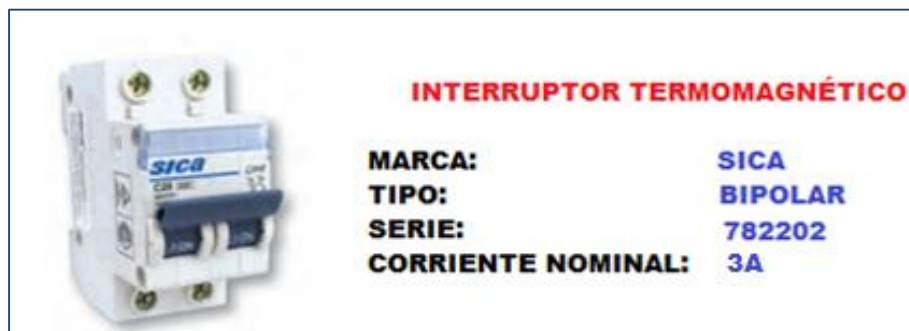 INTERRUPTOR TERMOMAGNÉTICO
MARCA: SICA
TIPO: BIPOLAR
SERIE: 782202
CORRIENTE NOMINAL: 3A
sica